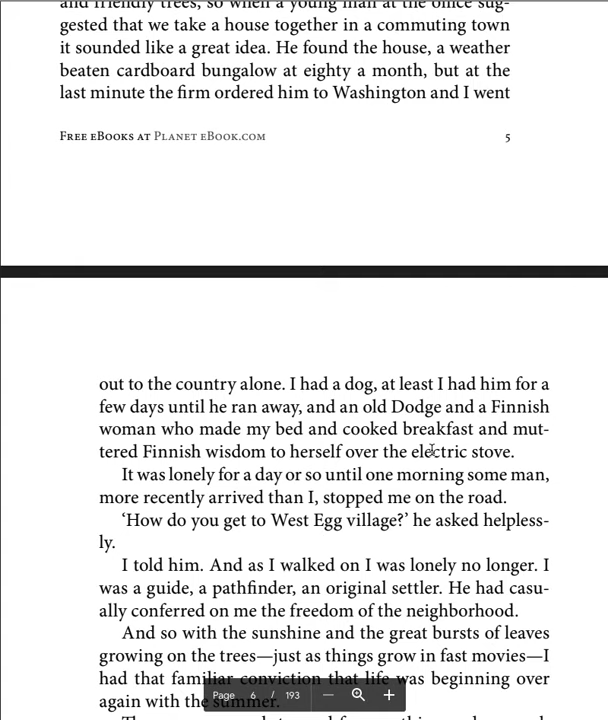 and friendly trees, so when a young man at the office sug-
gested that we take a house together in a commuting town
it sounded like a great idea. He found the house, a weather
beaten cardboard bungalow at eighty a month, but at the
last minute the firm ordered him to Washington and I went
Free eBooks at Planet eBook.com 5
out to the country alone. I had a dog, at least I had him for a
few days until he ran away, and an old Dodge and a Finnish
woman who made my bed and cooked breakfast and mut-
tered Finnish wisdom to herself over the electric stove.
It was lonely for a day or so until one morning some man,
more recently arrived than I, stopped me on the road.
‘How do you get to West Egg village?’ he asked helpless-
ly.
I told him. And as I walked on I was lonely no longer. I
was a guide, a pathfinder, an original settler. He had casu-
ally conferred on me the freedom of the neighborhood.
And so with the sunshine and the great bursts of leaves
growing on the trees—just as things grow in fast movies—I
had that familiar conviction that life was beginning over
again with the summer.
Page 6 / 193